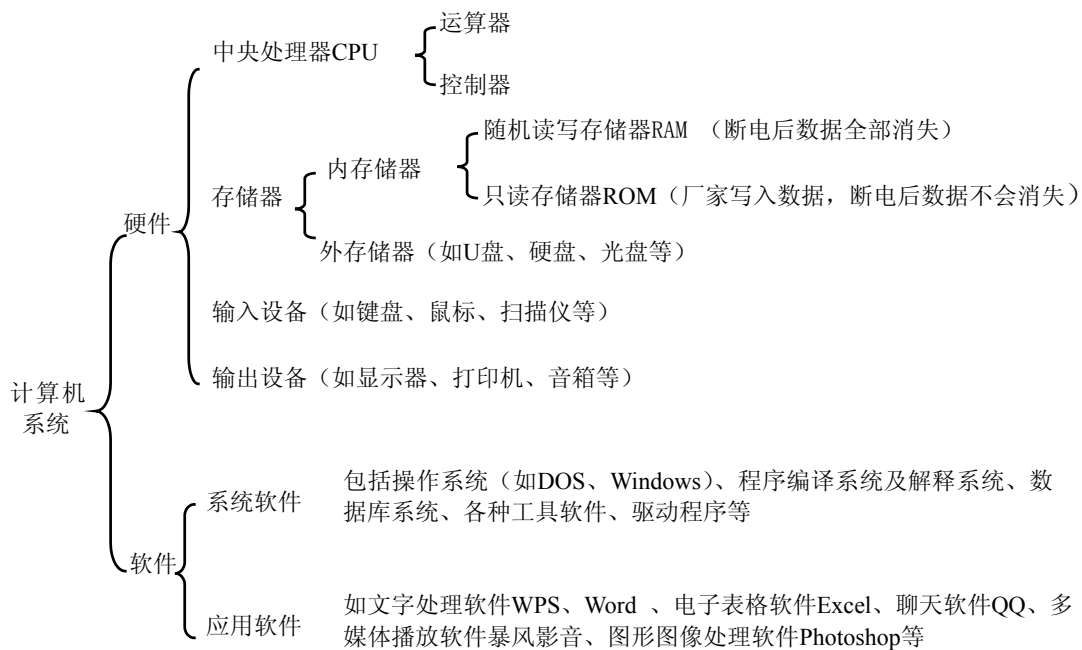 运算器
中央处理器CPU
控制器
随机读写存储器RAM （断电后数据全部消失）
内存储器
存储器
只读存储器ROM（厂家写入数据，断电后数据不会消失）
硬件
外存储器（如U盘、硬盘、光盘等）
输入设备（如键盘、鼠标、扫描仪等）
输出设备（如显示器、打印机、音箱等）
计算机
系统
系统软件
包括操作系统（如DOS、Windows）、程序编译系统及解释系统、数
据库系统、各种工具软件、驱动程序等
软件
应用软件
如文字处理软件WPS、Word 、电子表格软件Excel、聊天软件QQ、多
媒体播放软件暴风影音、图形图像处理软件Photoshop等